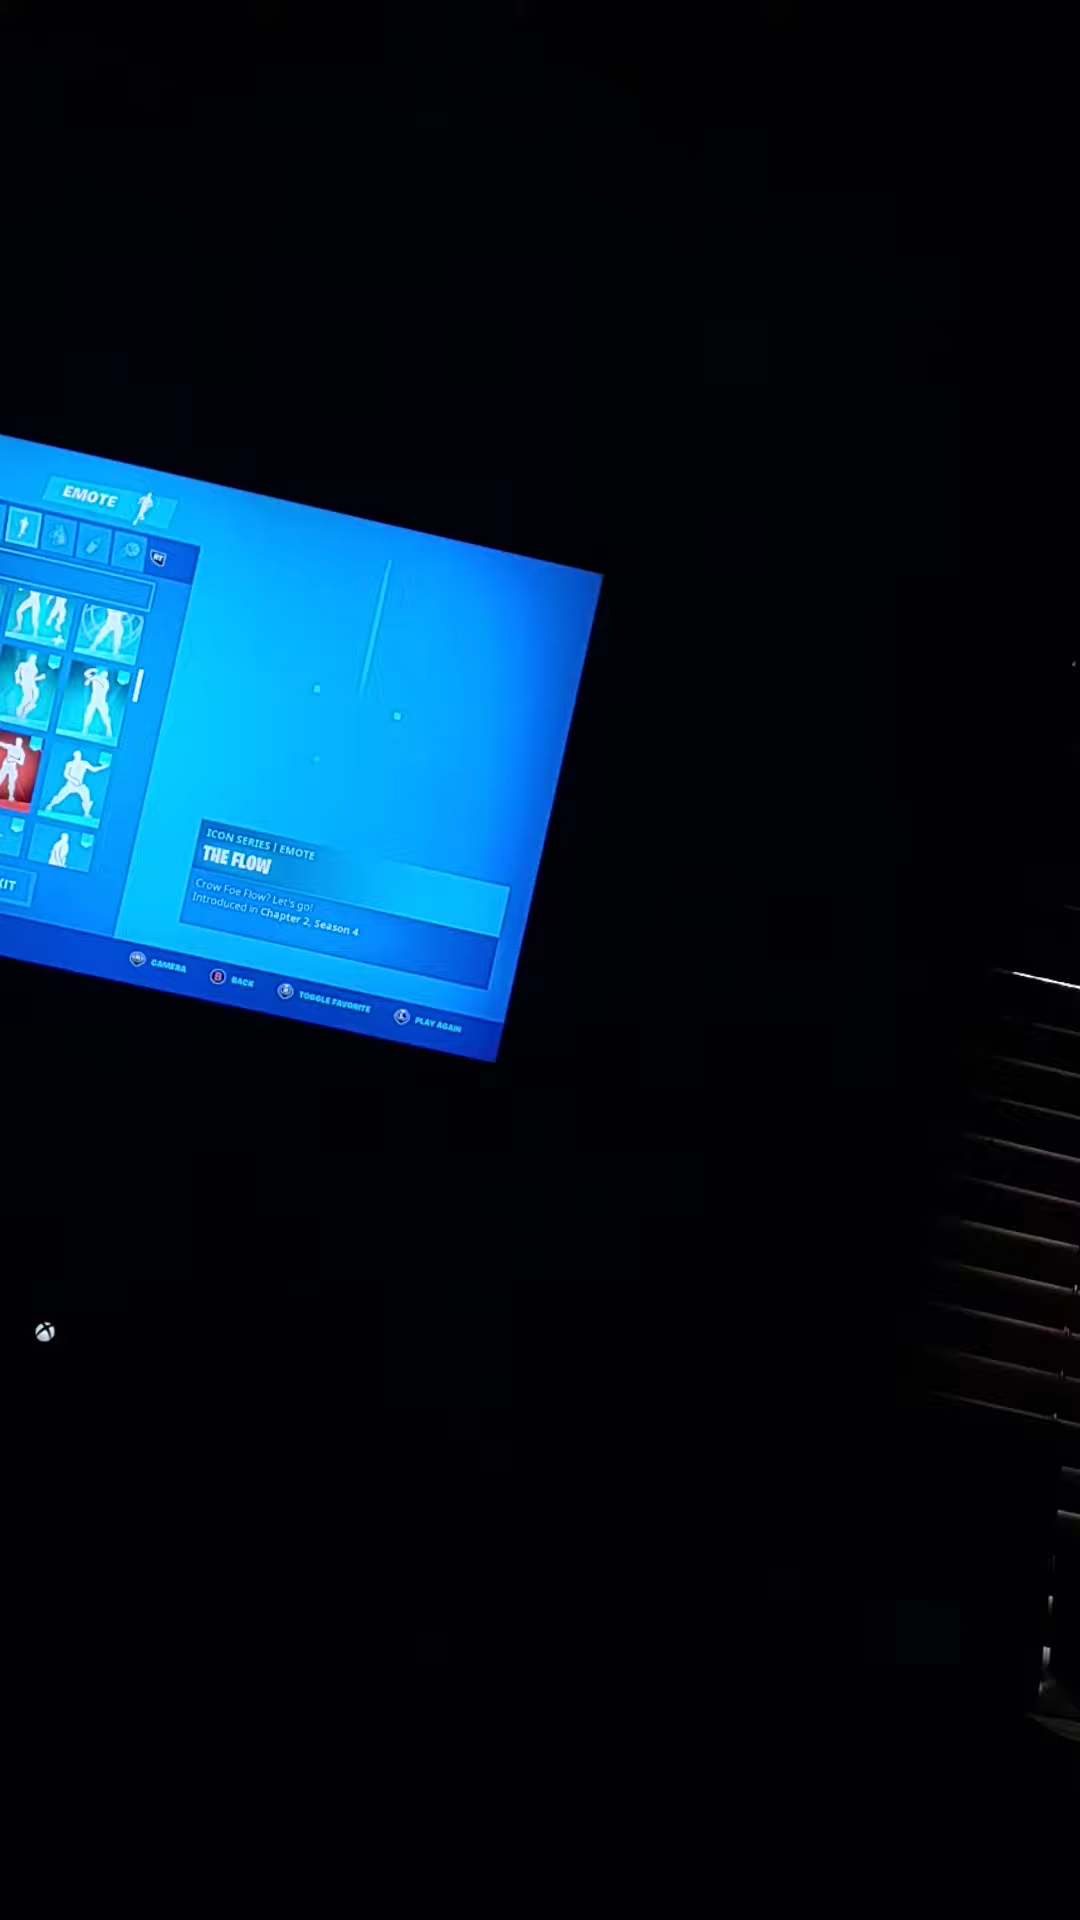 EMOTE
RT
ICON SERIES | EMOTE
THE FLOW
Crow Foe Flow? Let's go!
Introduced in Chapter 2, Season 4
CAMERA
B BACK
TOGGLE FAVORITE
PLAY AGAIN